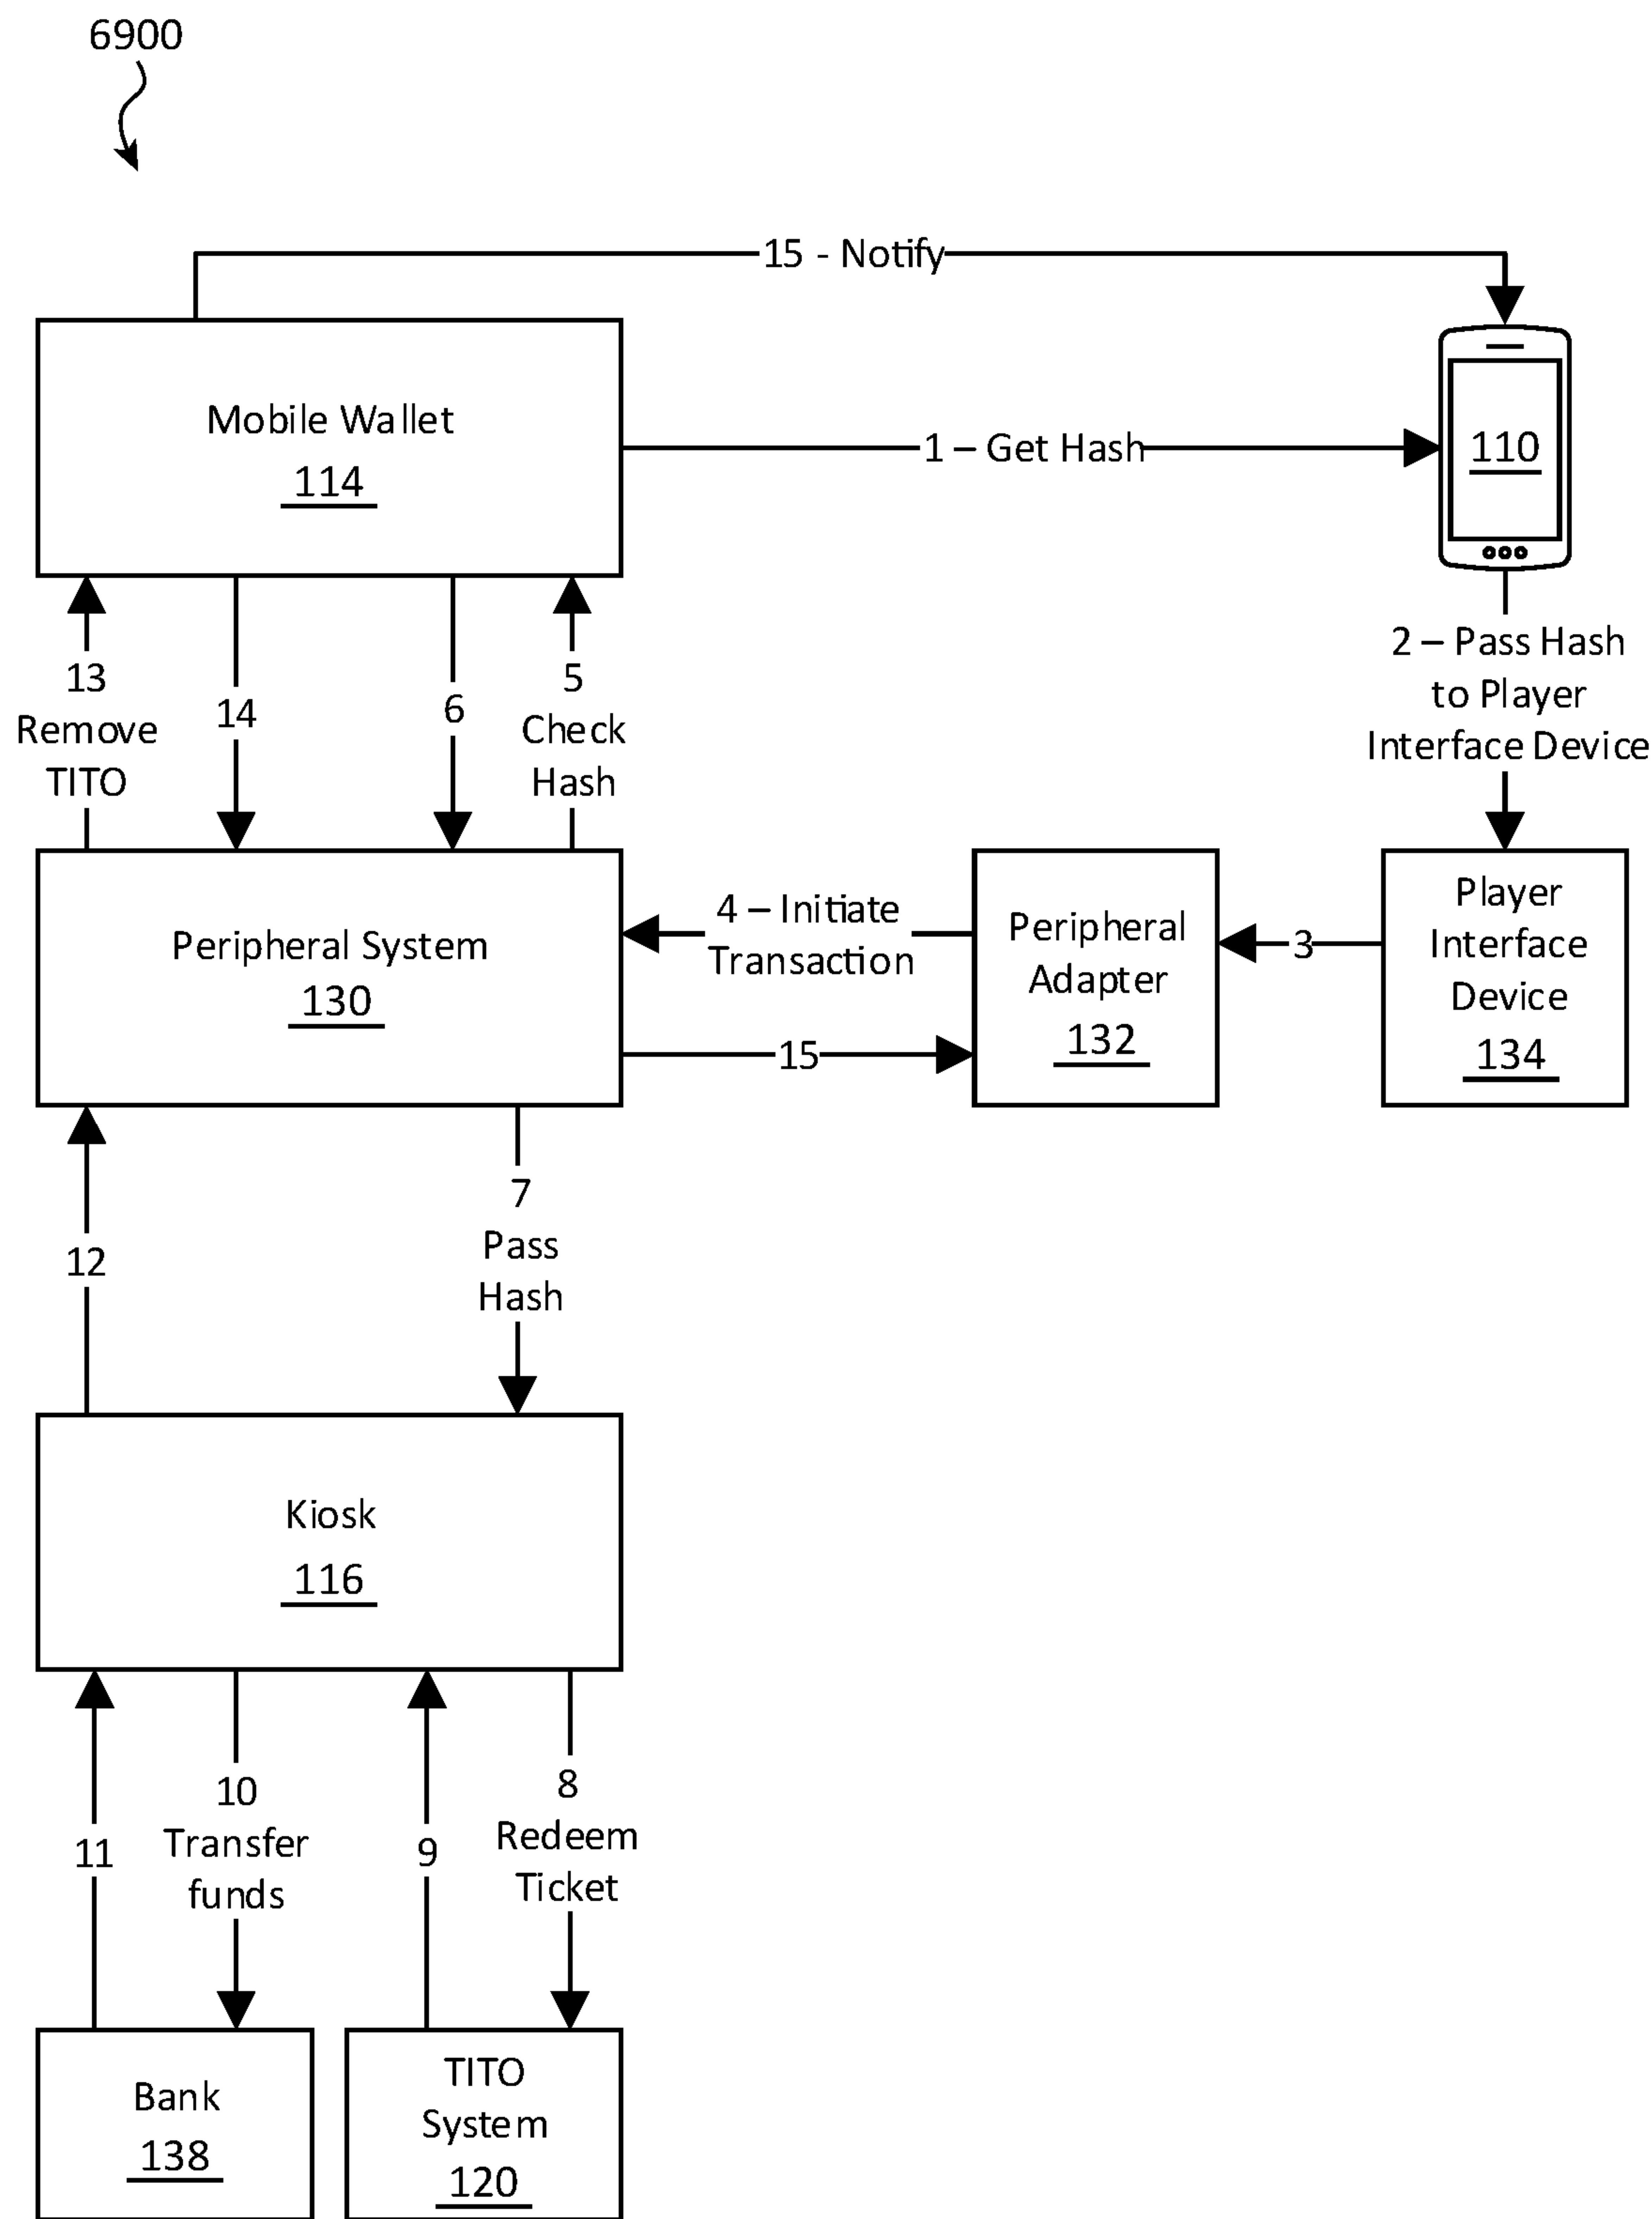 6900
15 - Notify
Mobile Wallet
114
1 – Get Hash
110
2 – Pass Hash
to Player
Interface Device
13
Remove
TITO
14
6
5
Check
Hash
Peripheral System
130
4 – Initiate
Transaction
15
Peripheral
Adapter
132
3
Player
Interface
Device
134
12
7
Pass
Hash
Kiosk
116
11
10
Transfer
funds
9
8
Redeem
Ticket
Bank
138
TITO
System
120